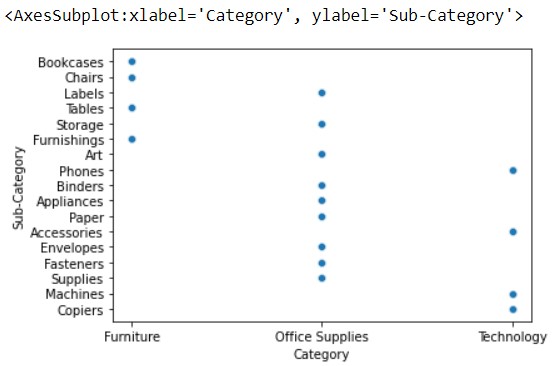 <AxesSubplot:xlabel='Category', ylabel='Sub-Category'>
Bookcases
Chairs
Labels
Tables
Storage
Furnishings
Art
Phones
Binders
Appliances
Paper
Accessories
Envelopes
Fasteners
Supplies
Machines
Copiers
Sub-Category
Furniture Office Supplies Technology
Category